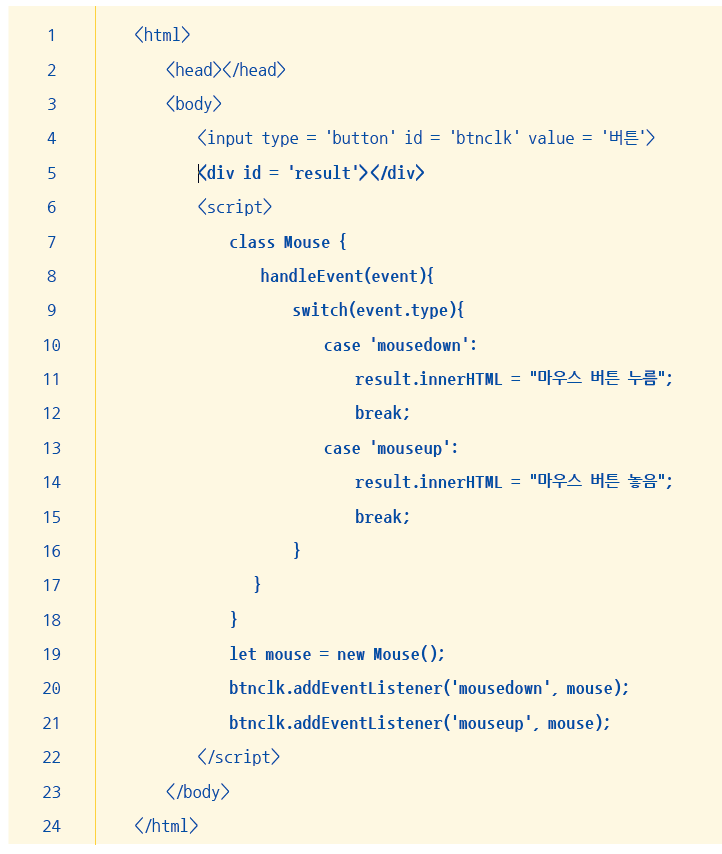 1 <html>
2 <head></head>
3 <body>
4 <input type = 'button' id = 'btnclk' value = '버튼'>
5 <div id = 'result'></div>
6 <script>
7 class Mouse {
8 handleEvent(event){
9 switch(event.type){
10 case 'mousedown':
11 result.innerHTML = "마우스 버튼 누름";
12 break;
13 case 'mouseup':
14 result.innerHTML = "마우스 버튼 놓음";
15 break;
16 }
17 }
18 }
19 let mouse = new Mouse();
20 btnclk.addEventListener('mousedown', mouse);
21 btnclk.addEventListener('mouseup', mouse);
22 </script>
23 </body>
24 </html>